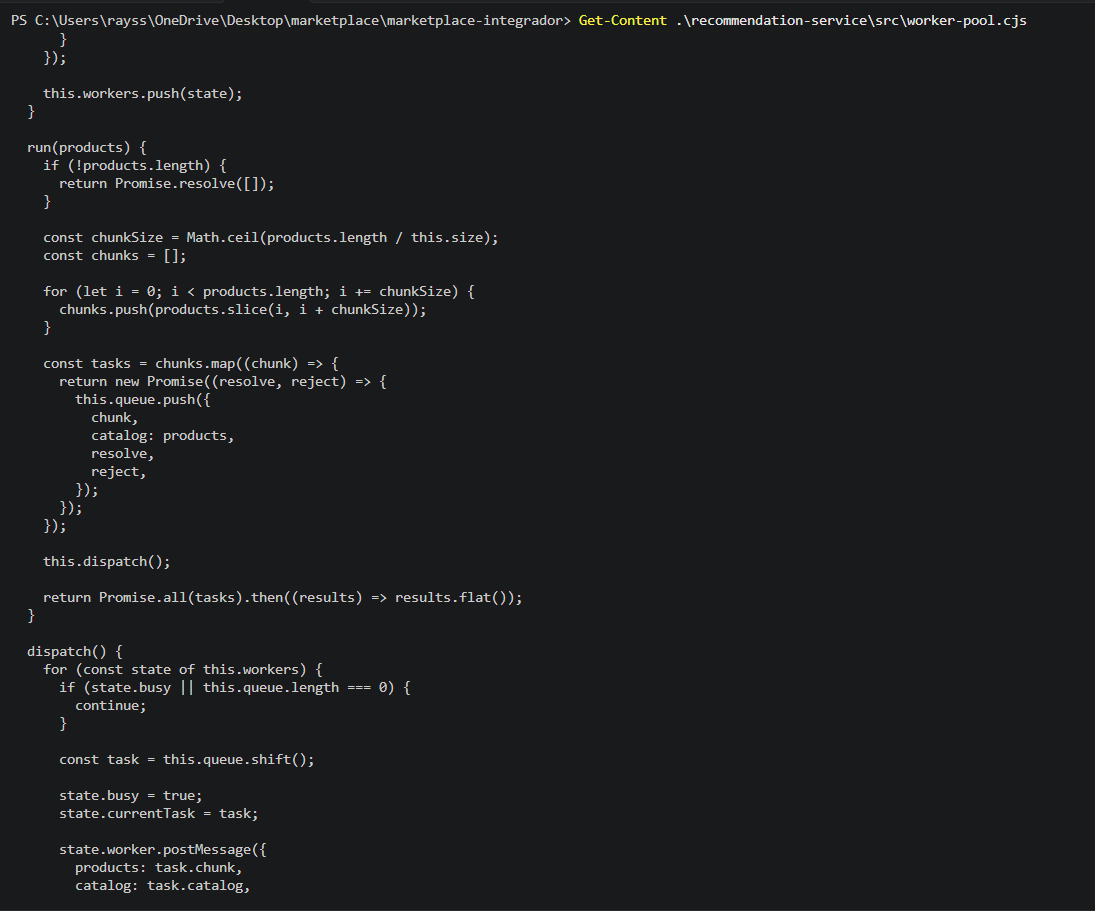 PS C:\Users\rayss\OneDrive\Desktop\marketplace\marketplace-integrador> Get-Content .\recommendation-service\src\worker-pool.cjs
      }
    });

    this.workers.push(state);
  }

  run(products) {
    if (!products.length) {
      return Promise.resolve([]);
    }

    const chunkSize = Math.ceil(products.length / this.size);
    const chunks = [];

    for (let i = 0; i < products.length; i += chunkSize) {
      chunks.push(products.slice(i, i + chunkSize));
    }

    const tasks = chunks.map((chunk) => {
      return new Promise((resolve, reject) => {
        this.queue.push({
          chunk,
          catalog: products,
          resolve,
          reject,
        });
      });
    });

    this.dispatch();

    return Promise.all(tasks).then((results) => results.flat());
  }

  dispatch() {
    for (const state of this.workers) {
      if (state.busy || this.queue.length === 0) {
        continue;
      }

      const task = this.queue.shift();

      state.busy = true;
      state.currentTask = task;

      state.worker.postMessage({
        products: task.chunk,
        catalog: task.catalog,